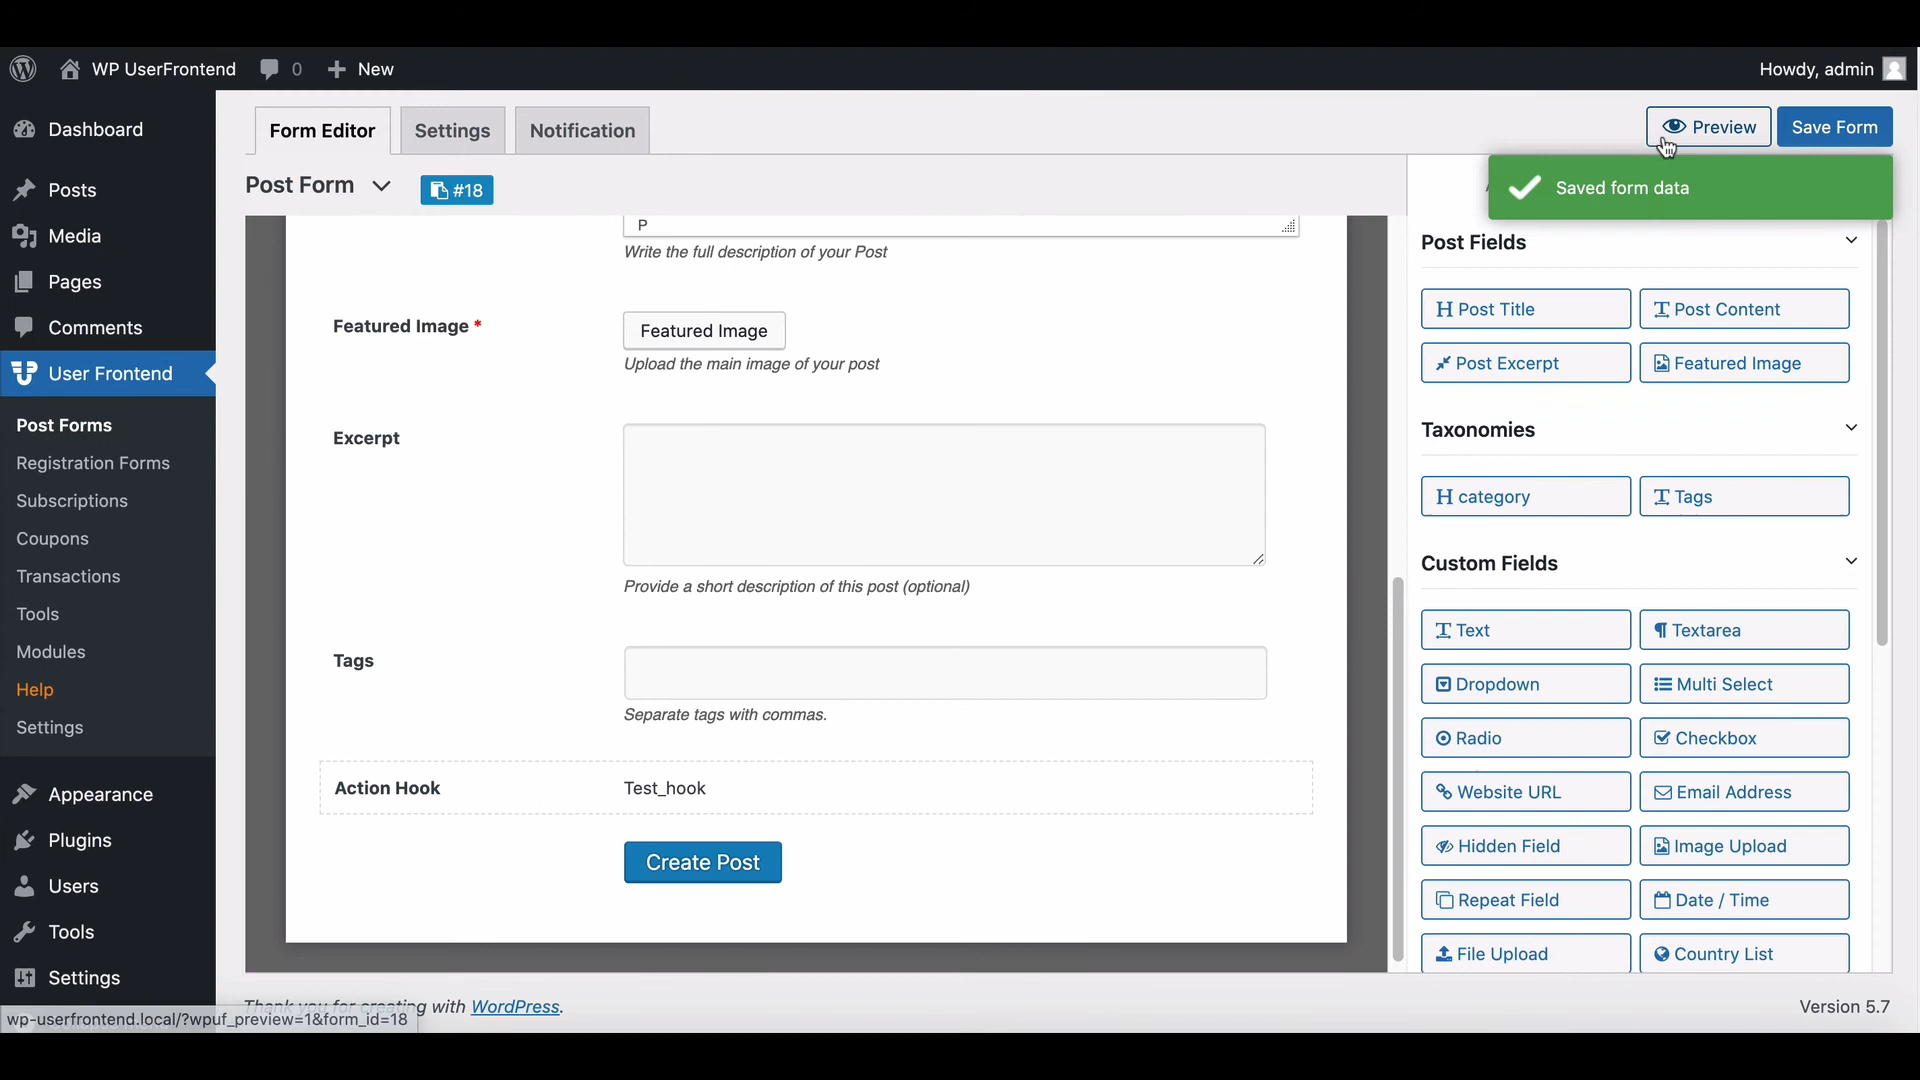 WP UserFrontend
0
New
Howdy, admin
Dashboard
Posts
Media
Pages
Comments
User Frontend
Post Forms
Registration Forms
Subscriptions
Coupons
Transactions
Tools
Modules
Help
Settings
Appearance
Plugins
Users
Tools
Settings
Form Editor
Settings
Notification
Preview
Save Form
Post Form
#18
Saved form data
P
Write the full description of your Post
Featured Image *
Featured Image
Upload the main image of your post
Excerpt
Provide a short description of this post (optional)
Tags
Separate tags with commas.
Action Hook
Test_hook
Create Post
Post Fields
Post Title
Post Content
Post Excerpt
Featured Image
Taxonomies
category
Tags
Custom Fields
Text
Textarea
Dropdown
Multi Select
Radio
Checkbox
Website URL
Email Address
Hidden Field
Image Upload
Repeat Field
Date / Time
File Upload
Country List
Thank you for creating with WordPress.
Version 5.7
wp-userfrontend.local/?wpuf_preview=1&form_id=18